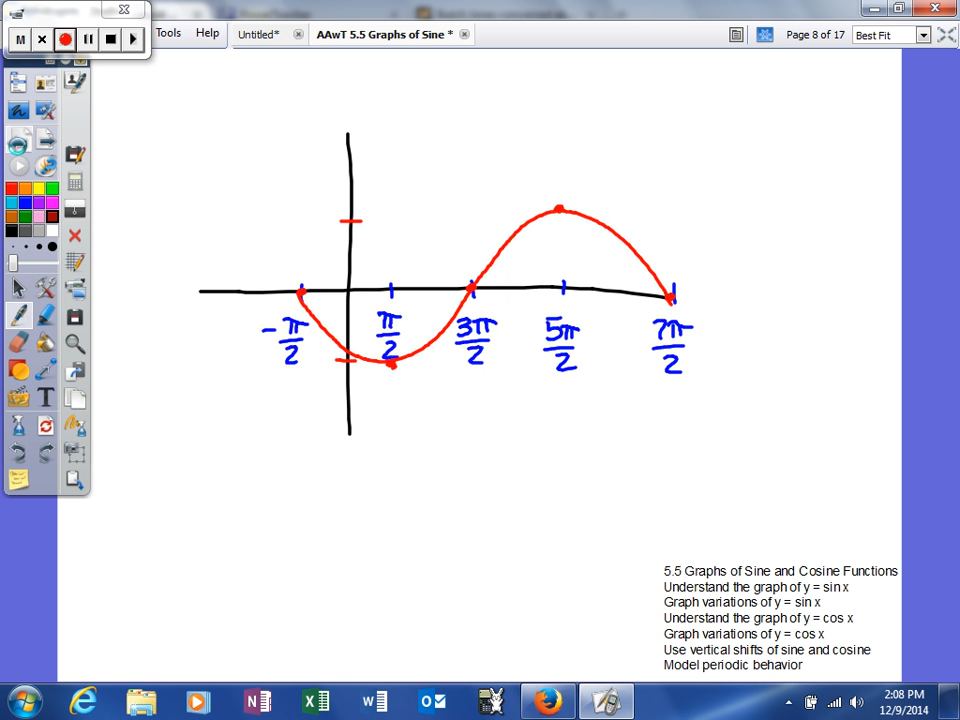 M
Tools Help Untitled* AAwT 5.5 Graphs of Sine * Page 8 of 17 Best Fit
-π/2 π/2 3π/2 5π/2 7π/2
5.5 Graphs of Sine and Cosine Functions
Understand the graph of y = sin x
Graph variations of y = sin x
Understand the graph of y = cos x
Graph variations of y = cos x
Use vertical shifts of sine and cosine
Model periodic behavior
2:08 PM
12/9/2014